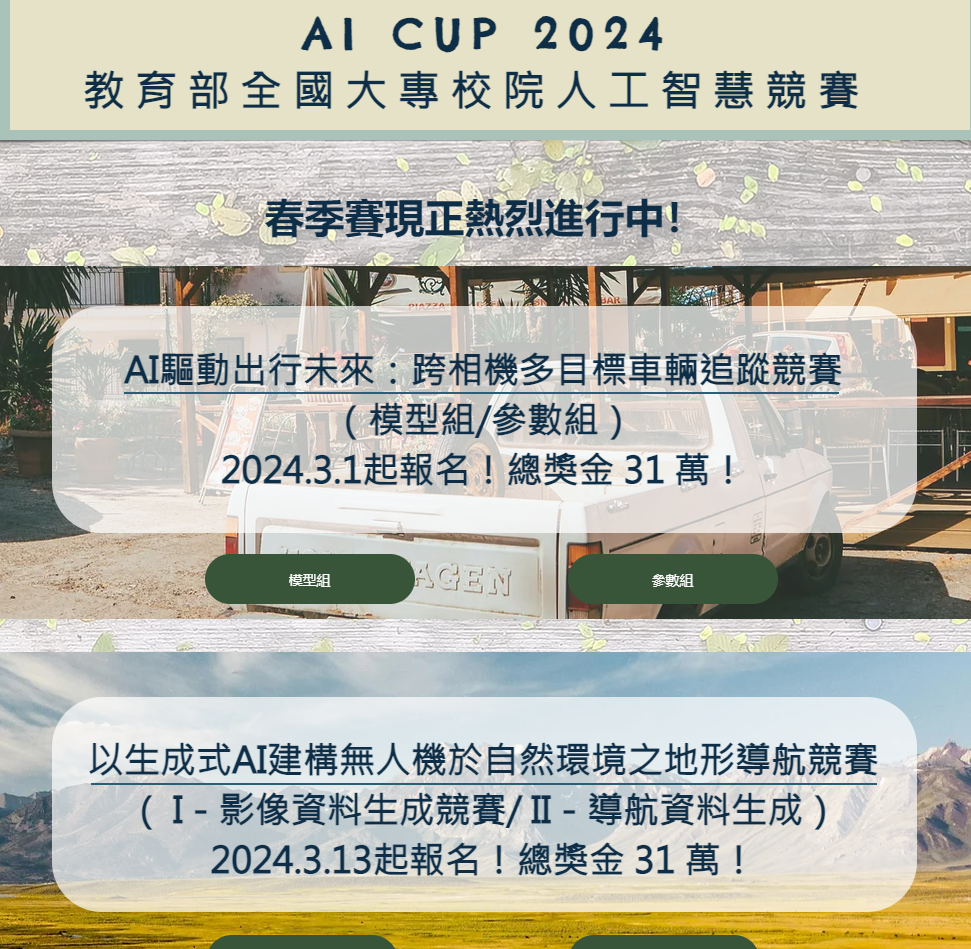 AI CUP 2024
教育部全國大專校院人工智慧競賽
春季賽現正熱烈進行中！
PIAZZA
BAR
AI驅動出行未來：跨相機多目標車輛追蹤競賽
（模型組/參數組）
2024.3.1起報名！總獎金 31 萬！
AGEN
模型組
參數組
以生成式AI建構無人機於自然環境之地形導航競賽
（ I－影像資料生成競賽/ II－導航資料生成）
2024.3.13起報名！總獎金 31 萬！